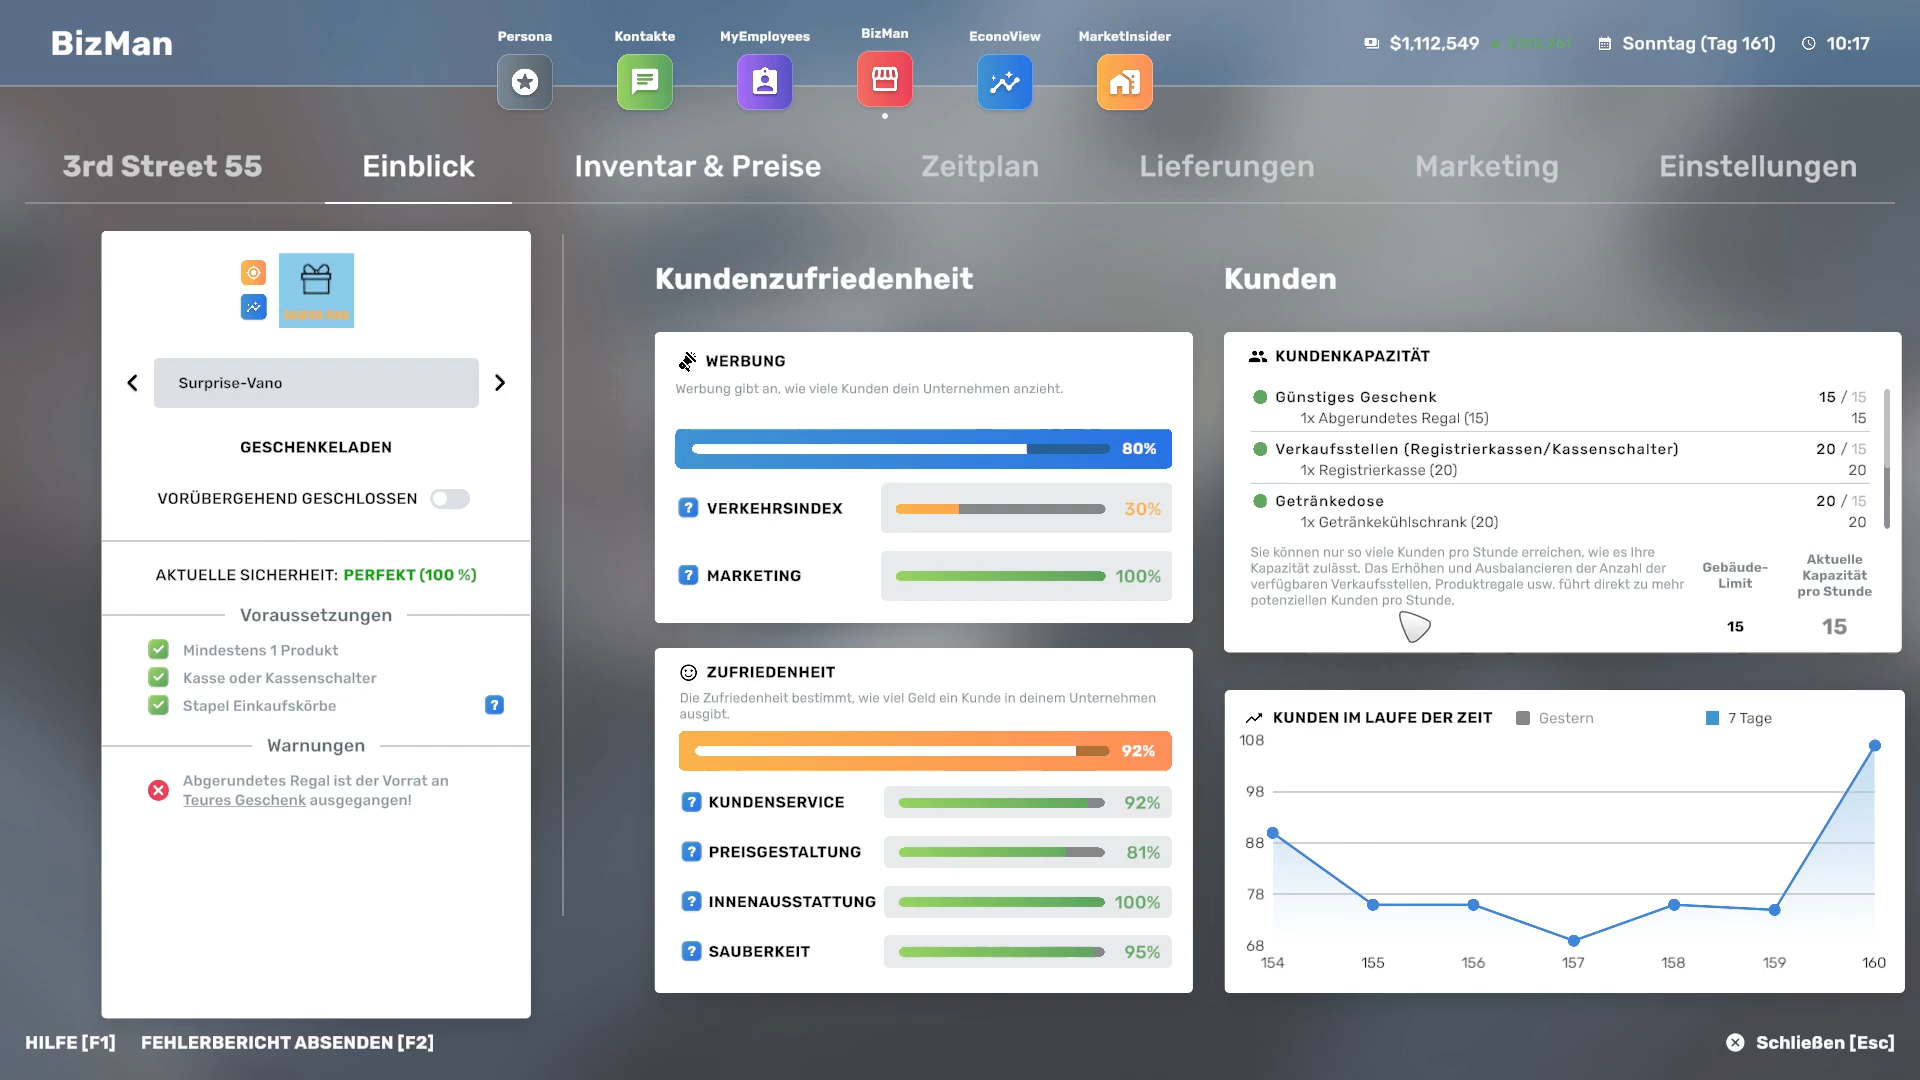 BizMan
Persona
Kontakte
MyEmployees
BizMan
EconoView
MarketInsider
$1,112,549
Sonntag (Tag 161)
10:17
3rd Street 55
Einblick
Inventar & Preise
Zeitplan
Lieferungen
Marketing
Einstellungen
Surprise-Vano
GESCHENKELADEN
VORÜBERGEHEND GESCHLOSSEN
AKTUELLE SICHERHEIT: PERFEKT (100 %)
Voraussetzungen
Mindestens 1 Produkt
Kasse oder Kassenschalter
Stapel Einkaufskörbe
?
Warnungen
Abgerundetes Regal ist der Vorrat an
Teures Geschenk ausgegangen!
Kundenzufriedenheit
WERBUNG
Werbung gibt an, wie viele Kunden dein Unternehmen anzieht.
80%
? VERKEHRSINDEX 30%
? MARKETING 100%
ZUFRIEDENHEIT
Die Zufriedenheit bestimmt, wie viel Geld ein Kunde in deinem Unternehmen
ausgibt.
92%
? KUNDENSERVICE 92%
? PREISGESTALTUNG 81%
? INNENAUSSTATTUNG 100%
? SAUBERKEIT 95%
Kunden
KUNDENKAPAZITÄT
Günstiges Geschenk 15 / 15
1x Abgerundetes Regal (15) 15
Verkaufsstellen (Registrierkassen/Kassenschalter) 20 / 15
1x Registrierkasse (20) 20
Getränkedose 20 / 15
1x Getränkekühlschrank (20) 20
Sie können nur so viele Kunden pro Stunde erreichen, wie es Ihre
Kapazität zulässt. Das Erhöhen und Ausbalancieren der Anzahl der
verfügbaren Verkaufsstellen, Produktregale usw. führt direkt zu mehr
potenziellen Kunden pro Stunde.
Gebäude-
Limit
15
Aktuelle
Kapazität
pro Stunde
15
KUNDEN IM LAUFE DER ZEIT
Gestern
7 Tage
108
98
88
78
68
154 155 156 157 158 159 160
HILFE [F1]
FEHLERBERICHT ABSENDEN [F2]
Schließen [Esc]